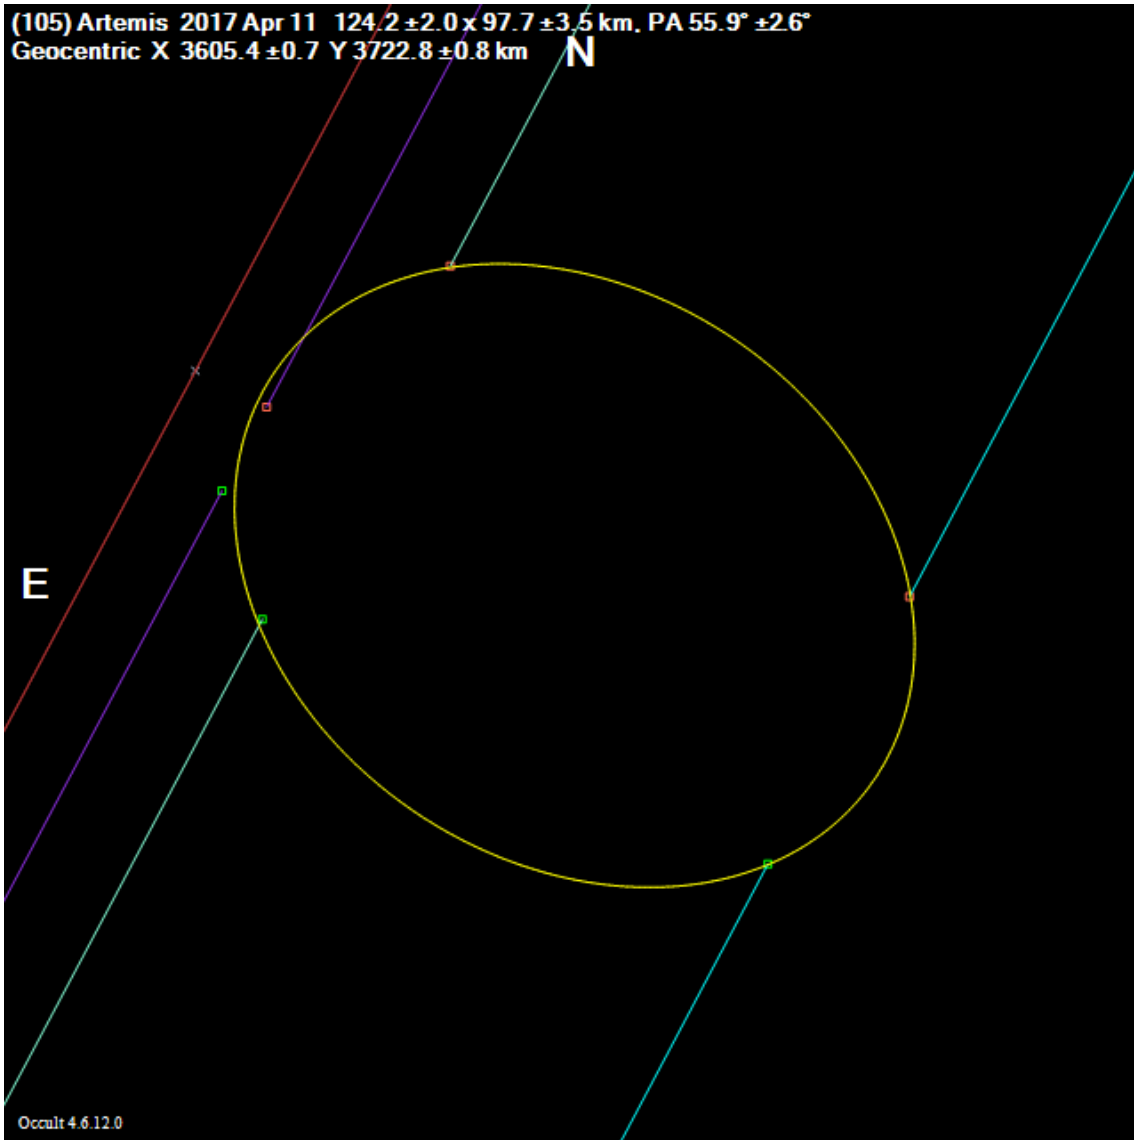 (105) Artemis 2017 Apr 11 124.2 ±2.0 x 97.7 ±3.5 km, PA 55.9° ±2.6°
Geocentric X 3605.4 ±0.7 Y 3722.8 ±0.8 km
N
E
Occult 4.6.12.0